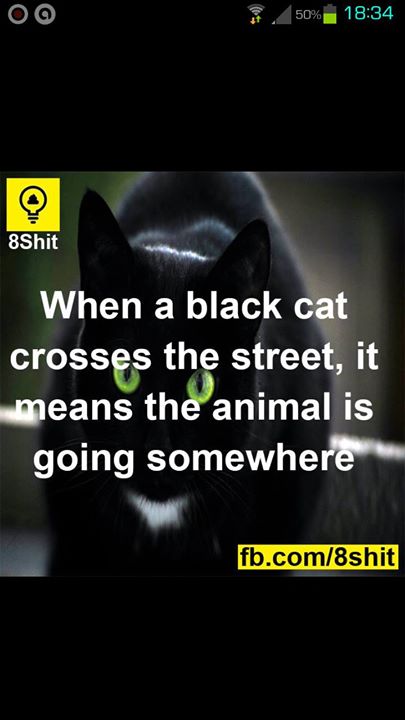 50% 18:34
8Shit
When a black cat
crosses the street, it
means the animal is
going somewhere
fb.com/8shit